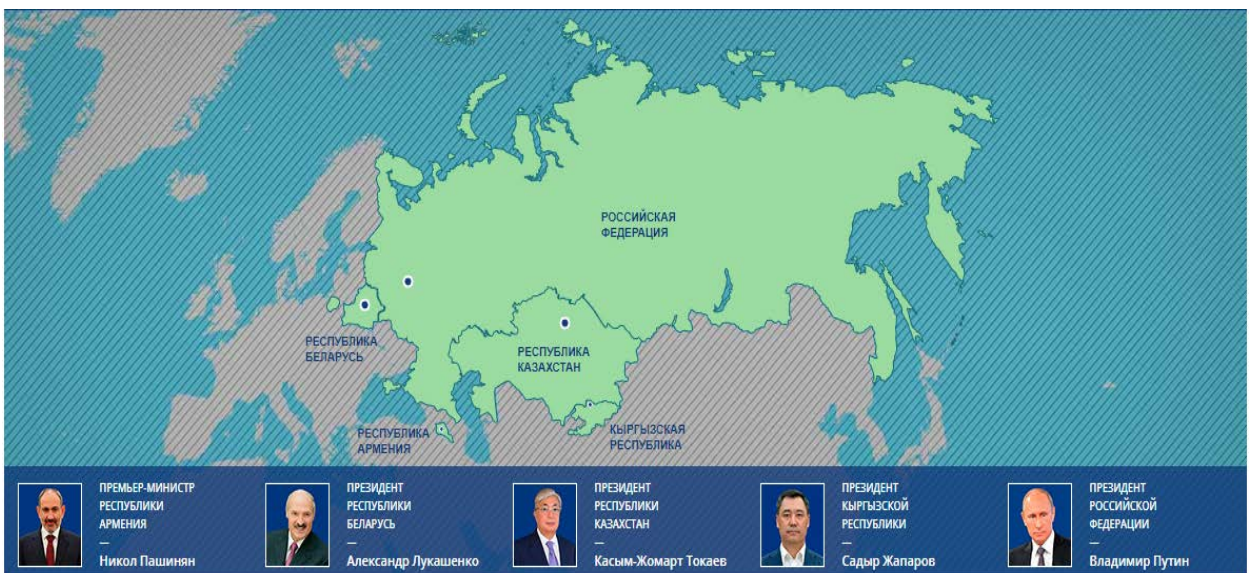 РОССИЙСКАЯ
ФЕДЕРАЦИЯ
РЕСПУБЛИКА
БЕЛАРУСЬ
РЕСПУБЛИКА
КАЗАХСТАН
РЕСПУБЛИКА
АРМЕНИЯ
КЫРГЫЗСКАЯ
РЕСПУБЛИКА
ПРЕМЬЕР-МИНИСТР
РЕСПУБЛИКИ
АРМЕНИЯ
—
Никол Пашинян
ПРЕЗИДЕНТ
РЕСПУБЛИКИ
БЕЛАРУСЬ
—
Александр Лукашенко
ПРЕЗИДЕНТ
РЕСПУБЛИКИ
КАЗАХСТАН
—
Касым-Жомарт Токаев
ПРЕЗИДЕНТ
КЫРГЫЗСКОЙ
РЕСПУБЛИКИ
—
Садыр Жапаров
ПРЕЗИДЕНТ
РОССИЙСКОЙ
ФЕДЕРАЦИИ
—
Владимир Путин